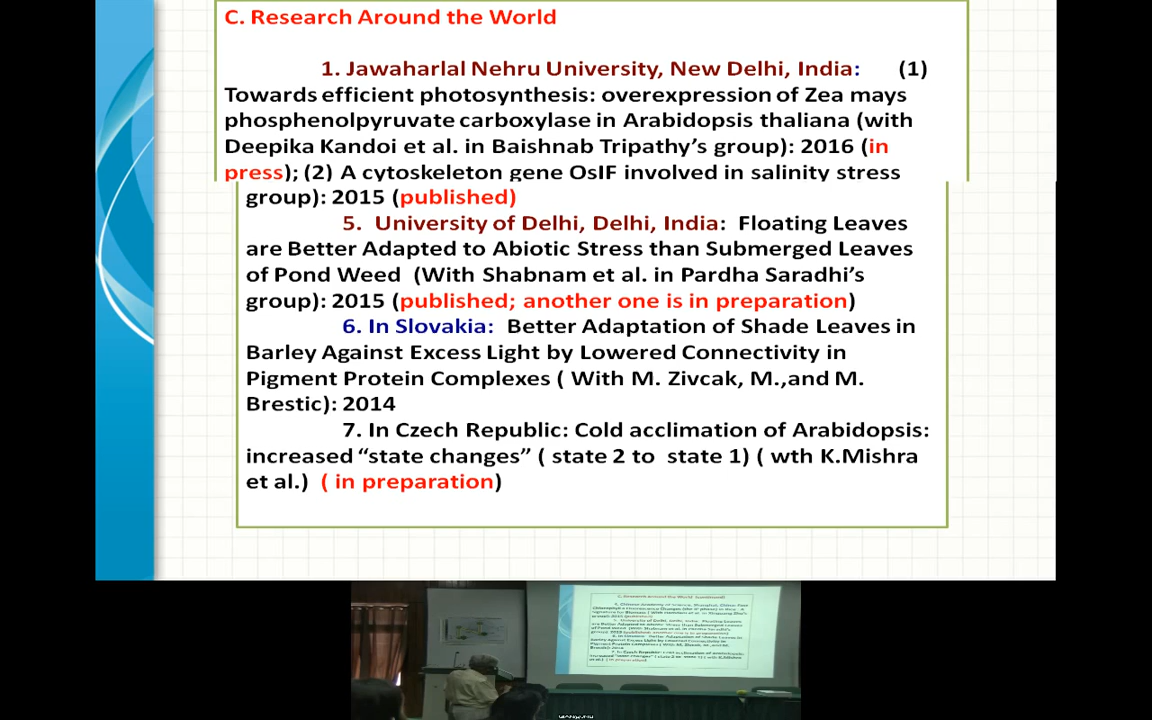 C. Research Around the World
1. Jawaharlal Nehru University, New Delhi, India: (1)
Towards efficient photosynthesis: overexpression of Zea mays
phosphenolpyruvate carboxylase in Arabidopsis thaliana (with
Deepika Kandoi et al. in Baishnab Tripathy's group): 2016 (in
press); (2) A cytoskeleton gene OsIF involved in salinity stress
group): 2015 (published)
5. University of Delhi, Delhi, India: Floating Leaves
are Better Adapted to Abiotic Stress than Submerged Leaves
of Pond Weed (With Shabnam et al. in Pardha Saradhi's
group): 2015 (published; another one is in preparation)
6. In Slovakia: Better Adaptation of Shade Leaves in
Barley Against Excess Light by Lowered Connectivity in
Pigment Protein Complexes ( With M. Zivcak, M.,and M.
Brestic): 2014
7. In Czech Republic: Cold acclimation of Arabidopsis:
increased “state changes” ( state 2 to state 1) ( wth K.Mishra
et al.) ( in preparation)